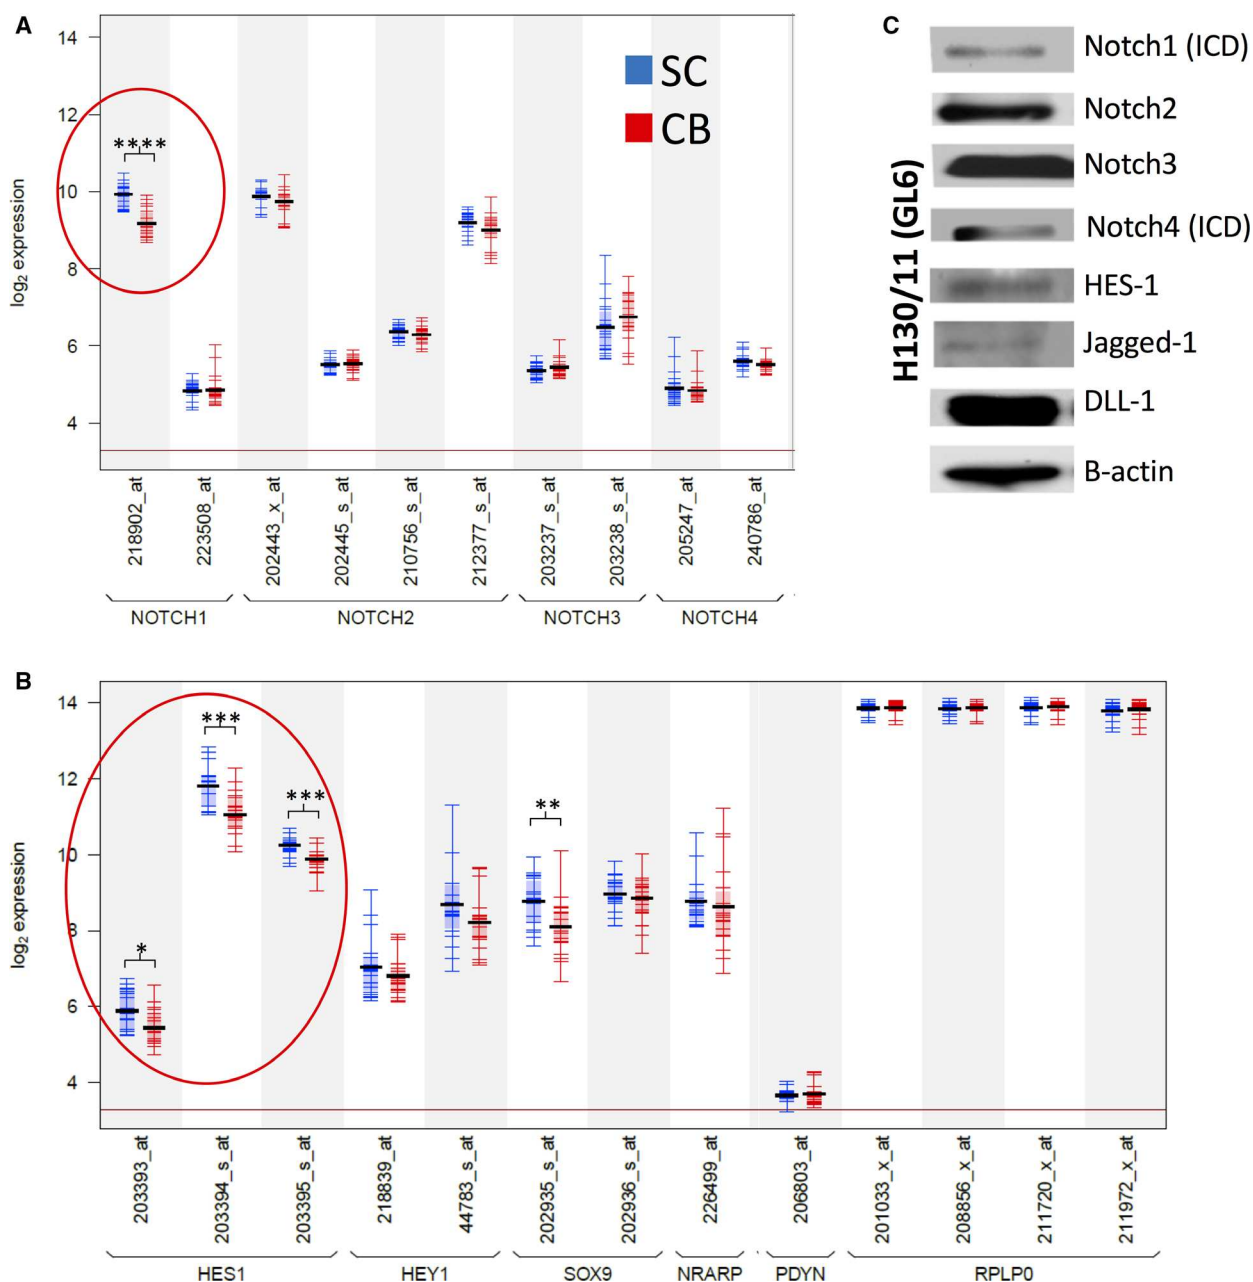 A
14
12
10
8
6
4
log2 expression
****
SC
CB
218902_at
223508_at
202443_x_at
202445_s_at
210756_s_at
212377_s_at
203237_s_at
203238_s_at
205247_at
240786_at
NOTCH1
NOTCH2
NOTCH3
NOTCH4
C
H130/11 (GL6)
Notch1 (ICD)
Notch2
Notch3
Notch4 (ICD)
HES-1
Jagged-1
DLL-1
B-actin
B
14
12
10
8
6
4
log2 expression
*
***
***
**
203393_at
203394_s_at
203395_s_at
218839_at
44783_s_at
202935_s_at
202936_s_at
226499_at
206803_at
201033_x_at
208856_x_at
211720_x_at
211972_x_at
HES1
HEY1
SOX9
NRARP
PDYN
RPLP0